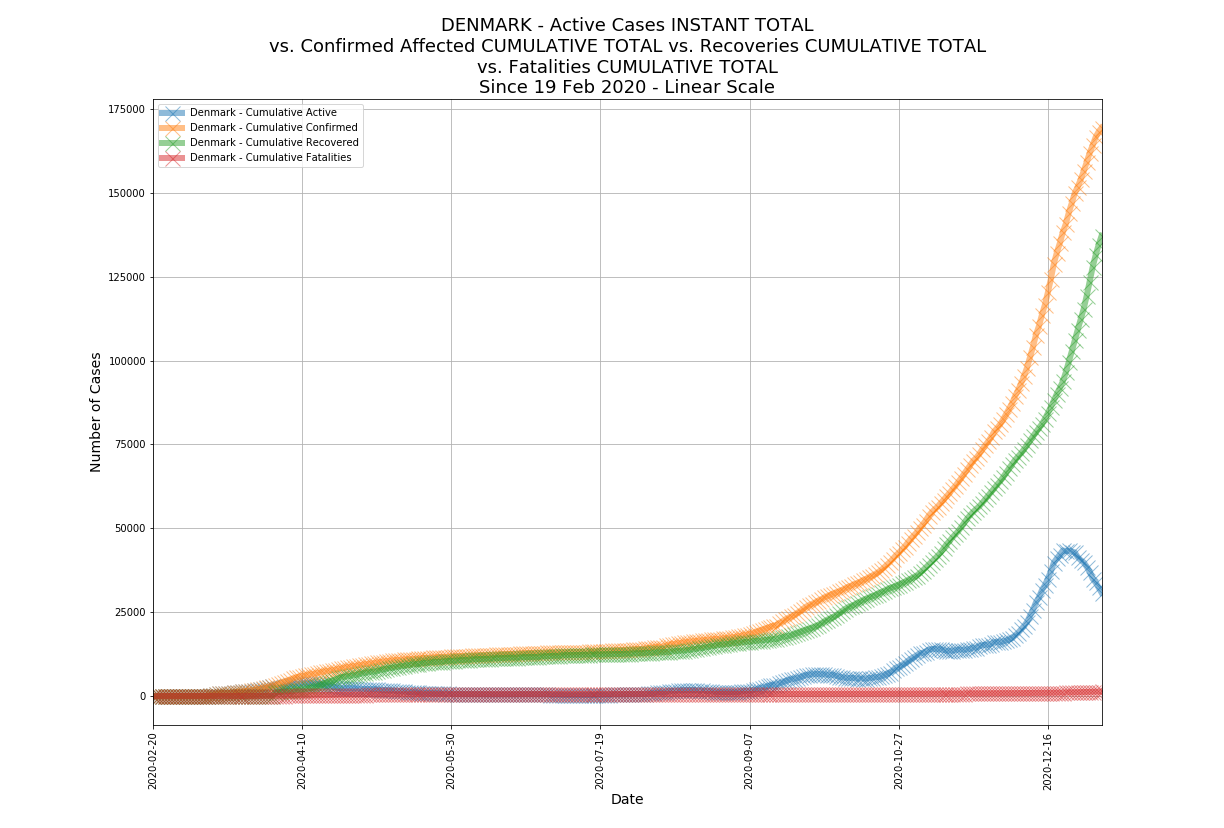 DENMARK - Active Cases INSTANT TOTAL
vs. Confirmed Affected CUMULATIVE TOTAL vs. Recoveries CUMULATIVE TOTAL
vs. Fatalities CUMULATIVE TOTAL
Since 19 Feb 2020 - Linear Scale
Denmark - Cumulative Active
Denmark - Cumulative Confirmed
Denmark - Cumulative Recovered
Denmark - Cumulative Fatalities
Number of Cases
175000
150000
125000
100000
75000
50000
25000
0
2020-02-20
2020-04-10
2020-05-30
2020-07-19
2020-09-07
2020-10-27
2020-12-16
Date